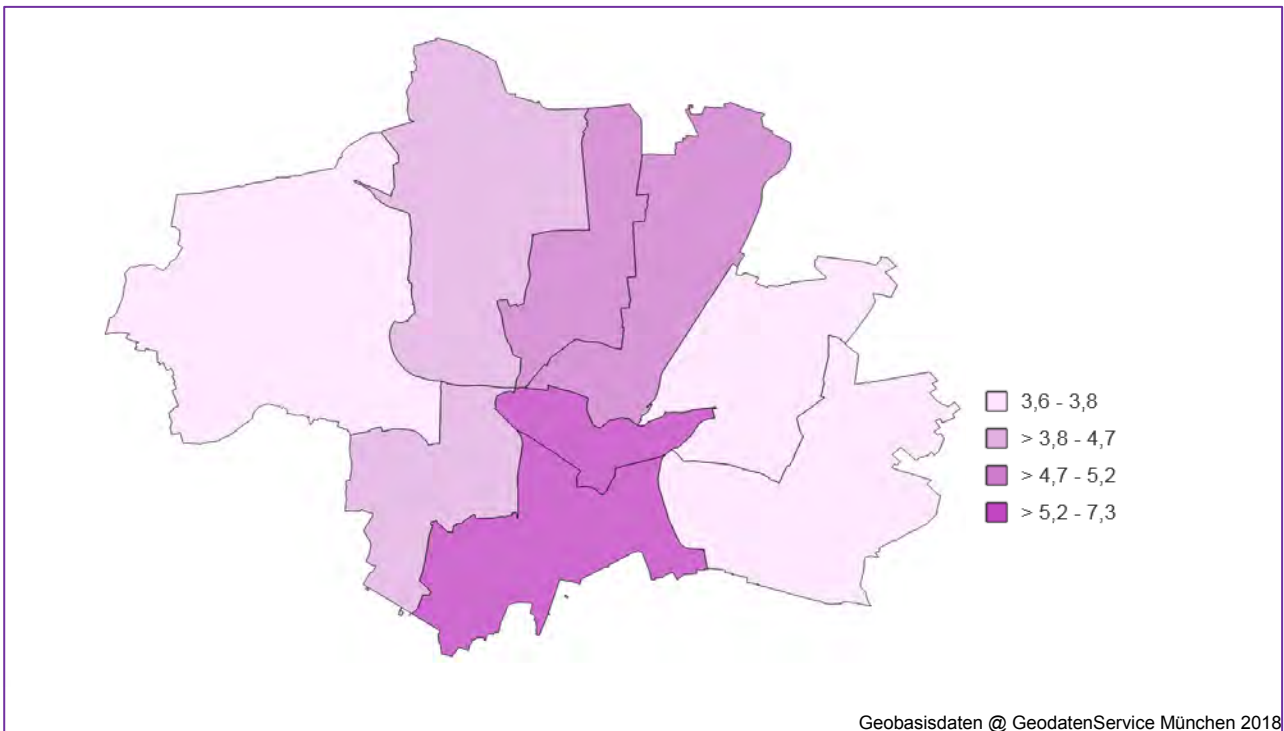 3,6 - 3,8
> 3,8 - 4,7
> 4,7 - 5,2
> 5,2 - 7,3
Geobasisdaten @ GeodatenService München 2018